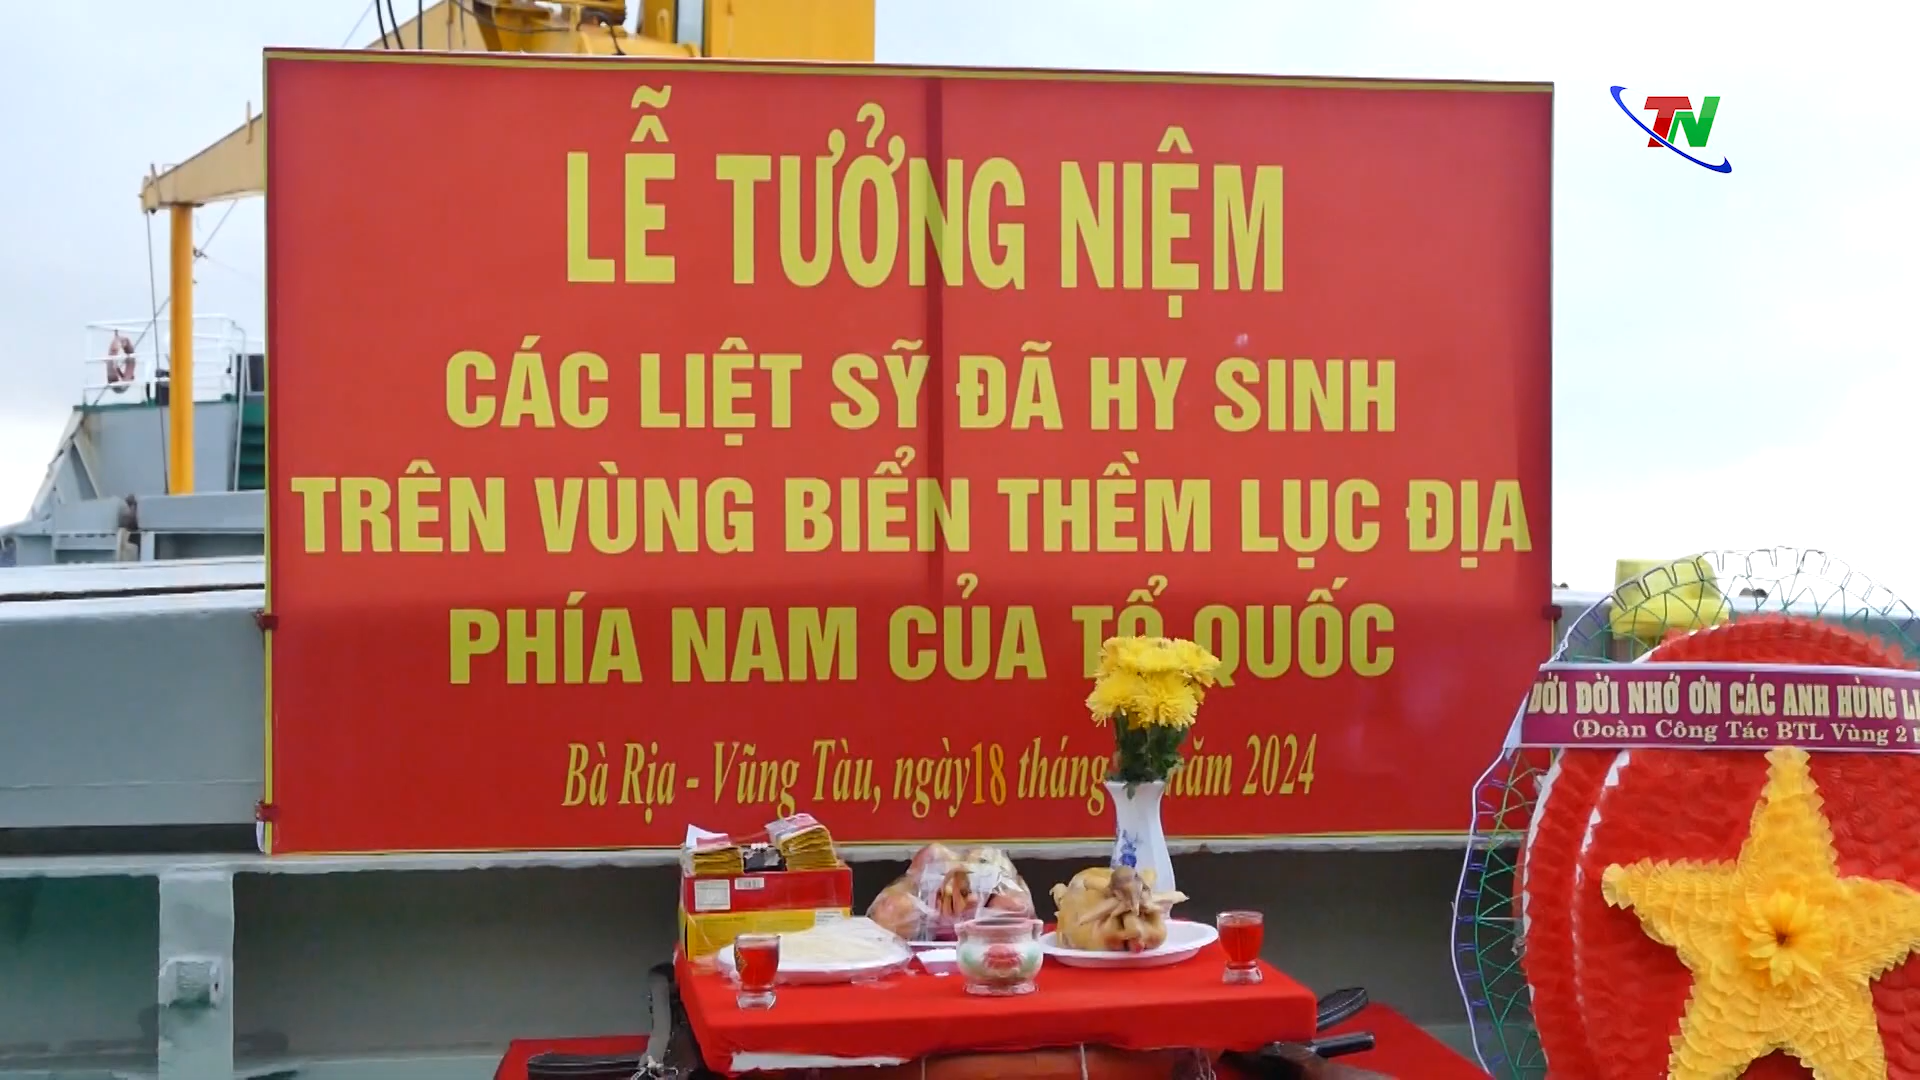 TN
LỄ TƯỞNG NIỆM
CÁC LIỆT SỸ ĐÃ HY SINH
TRÊN VÙNG BIỂN THỀM LỤC ĐỊA
PHÍA NAM CỦA TỔ QUỐC
Bà Rịa - Vũng Tàu, ngày 18 tháng năm 2024
ĐỜI ĐỜI NHỚ ƠN CÁC ANH HÙNG
(Đoàn Công Tác BTL Vùng 2